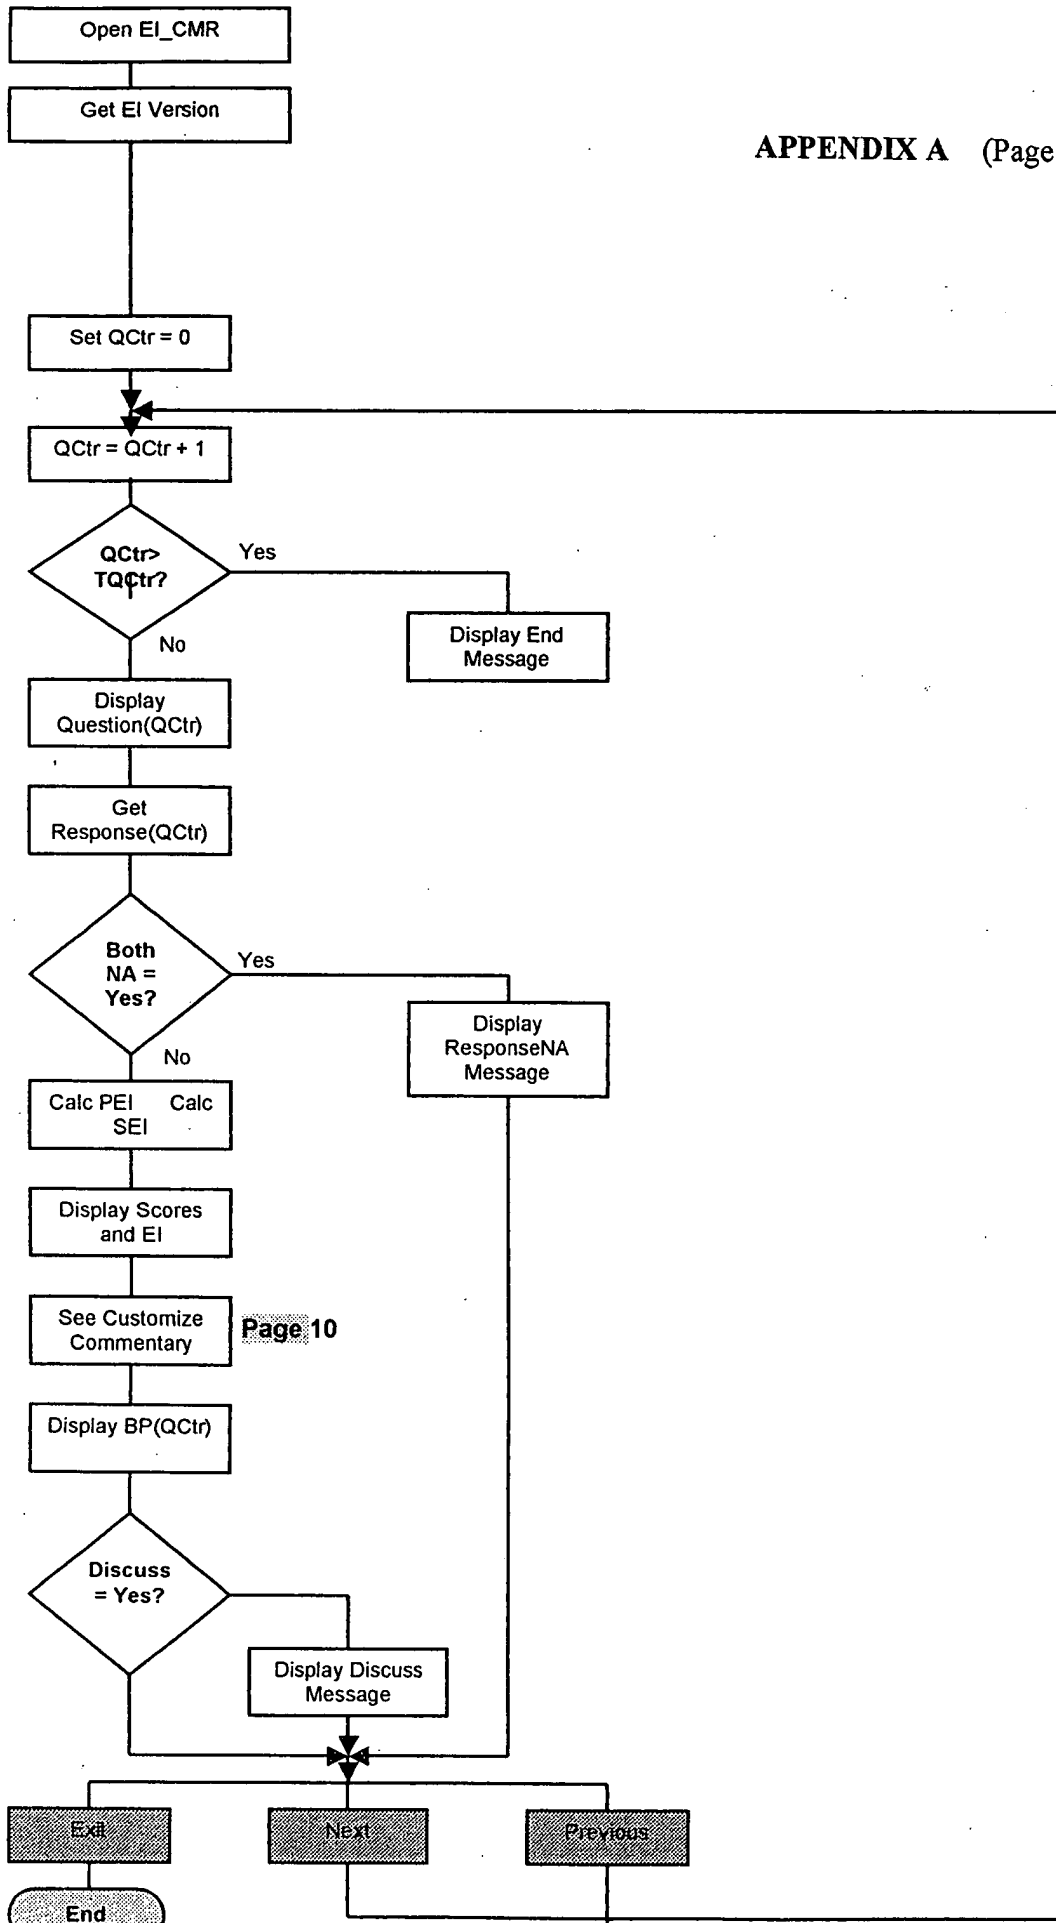 Open EI_CMR
Get EI Version
APPENDIX A (Page
Set QCtr = 0
QCtr = QCtr + 1
QCtr>
TQCtr?
Yes
Display End
Message
No
Display
Question(QCtr)
Get
Response(QCtr)
Both
NA =
Yes?
Yes
Display
ResponseNA
Message
No
Calc PEI Calc
SEI
Display Scores
and EI
See Customize
Commentary
Page 10
Display BP(QCtr)
Discuss
= Yes?
Display Discuss
Message
Exit
Next
Previous
End